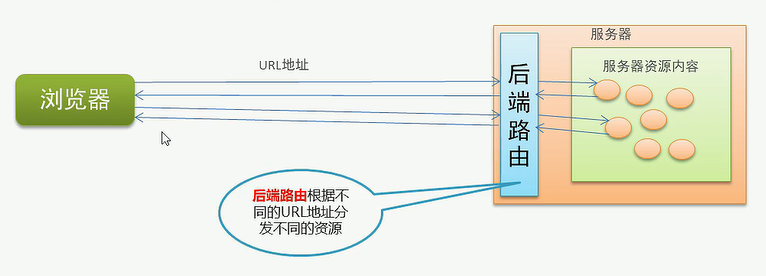 服务器
URL地址
服务器资源内容
浏览器
后端路由
后端路由根据不
同的URL地址分
发不同的资源